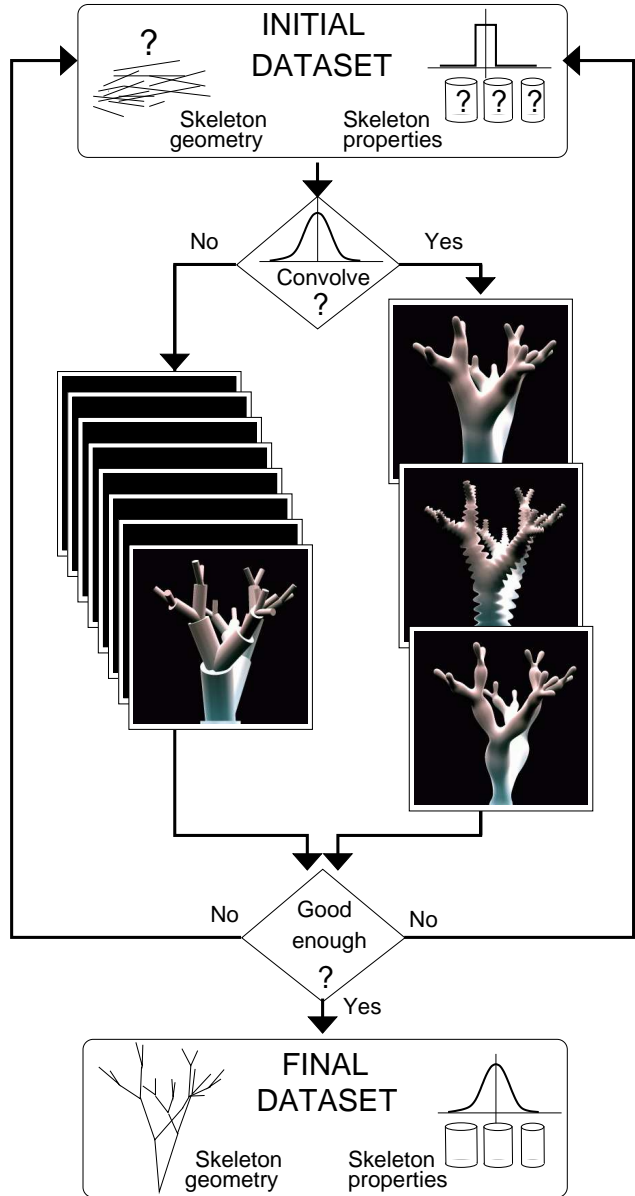 INITIAL
?
DATASET
? ? ?
Skeleton
geometry
Skeleton
properties
No
Yes
Convolve
?
Good
enough
?
No
No
Yes
FINAL
DATASET
Skeleton
geometry
Skeleton
properties